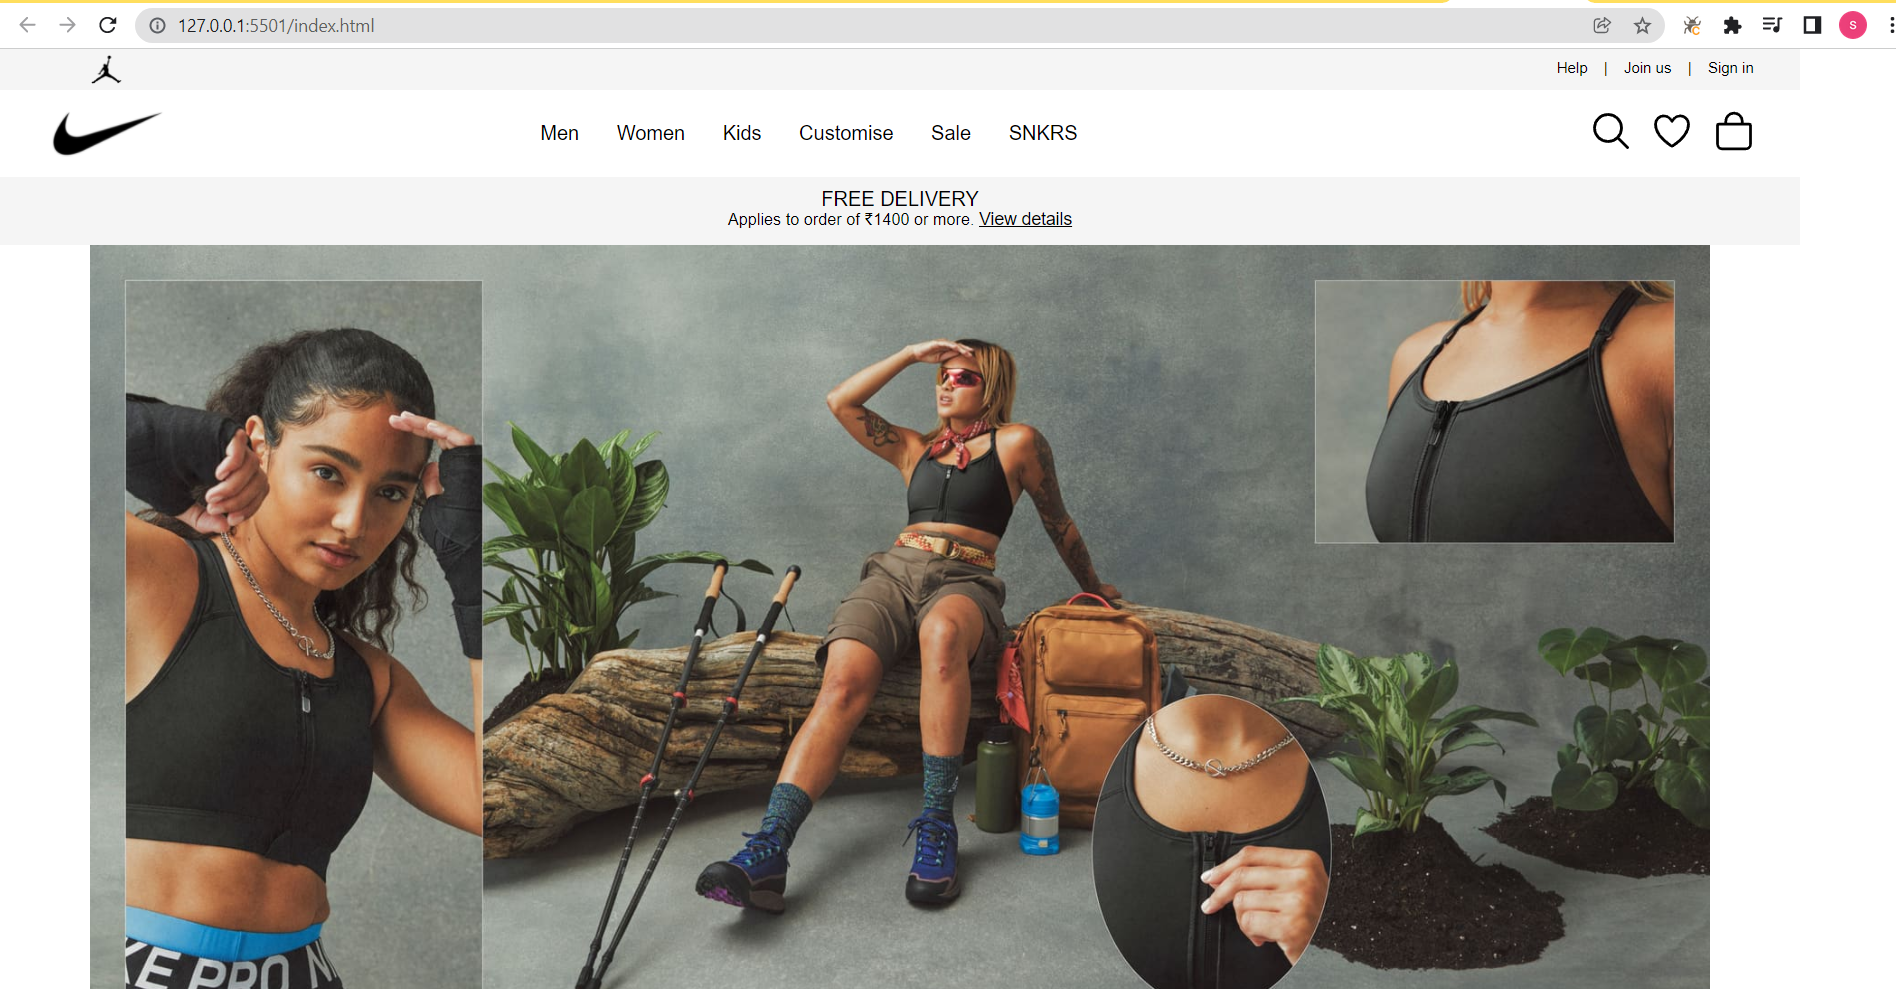 127.0.0.1:5501/index.html
S
Help | Join us | Sign in
Men Women Kids Customise Sale SNKRS
FREE DELIVERY
Applies to order of ₹1400 or more. View details
KE PRO N